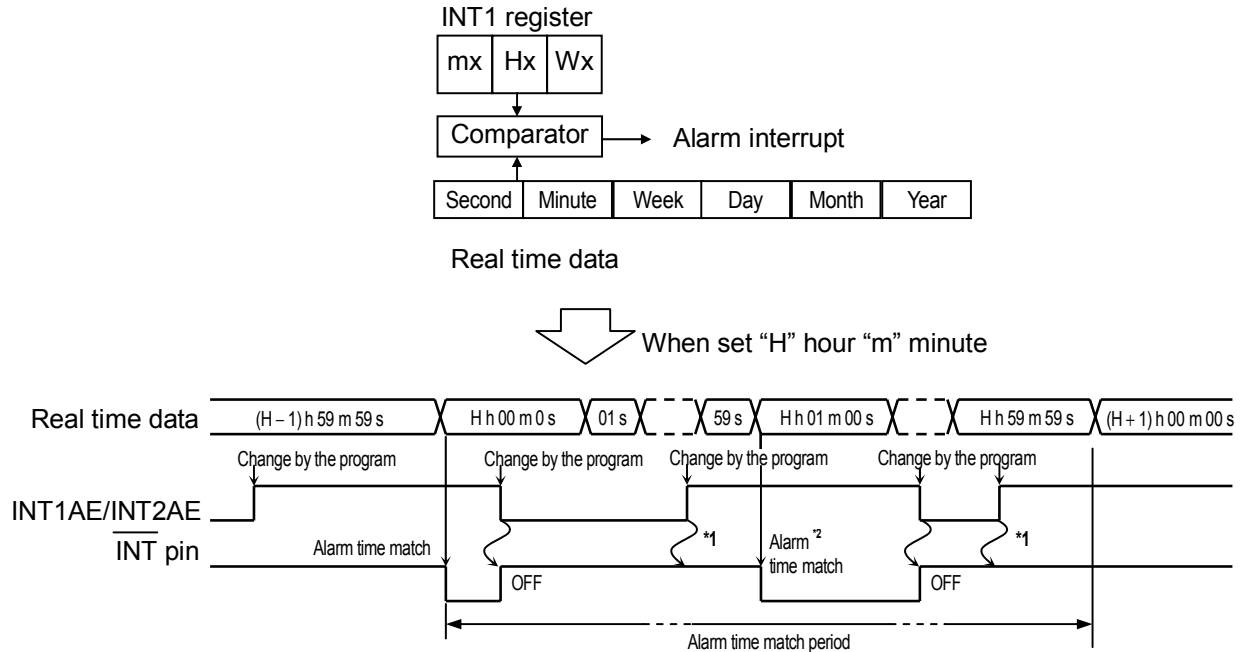 INT1 register
mx Hx Wx
Comparator
Alarm interrupt
Second Minute Week Day Month Year
Real time data
When set “H” hour “m” minute
Real time data
(H – 1) h 59 m 59 s H h 00 m 0 s 01 s 59 s H h 01 m 00 s H h 59 m 59 s (H + 1) h 00 m 00 s
Change by the program Change by the program Change by the program Change by the program
INT1AE/INT2AE
INT pin
Alarm time match
*1
Alarm *2
time match
*1
OFF
OFF
Alarm time match period